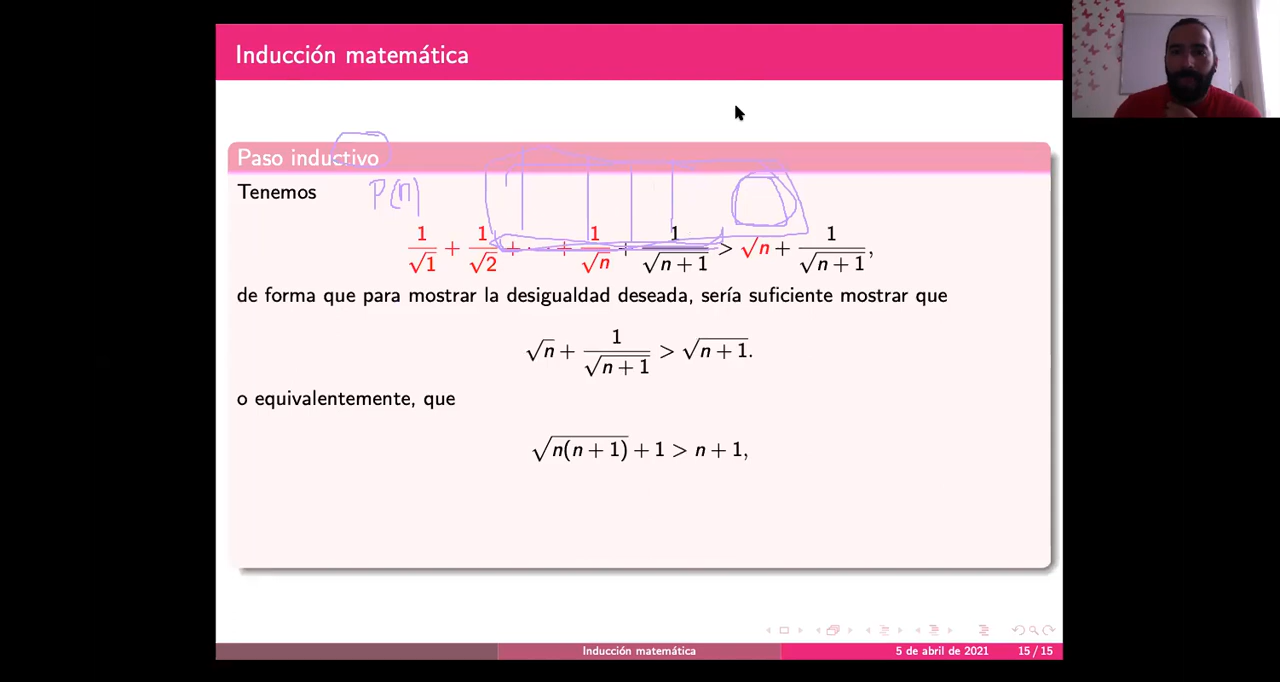 Inducción matemática
Paso inductivo
Tenemos
P(n)
1/√1 + 1/√2 + ··· + 1/√n + 1/√(n + 1) > √n + 1/√(n + 1),
de forma que para mostrar la desigualdad deseada, sería suficiente mostrar que
√n + 1/√(n + 1) > √(n + 1).
o equivalentemente, que
√(n(n + 1)) + 1 > n + 1,
Inducción matemática 5 de abril de 2021 15 / 15